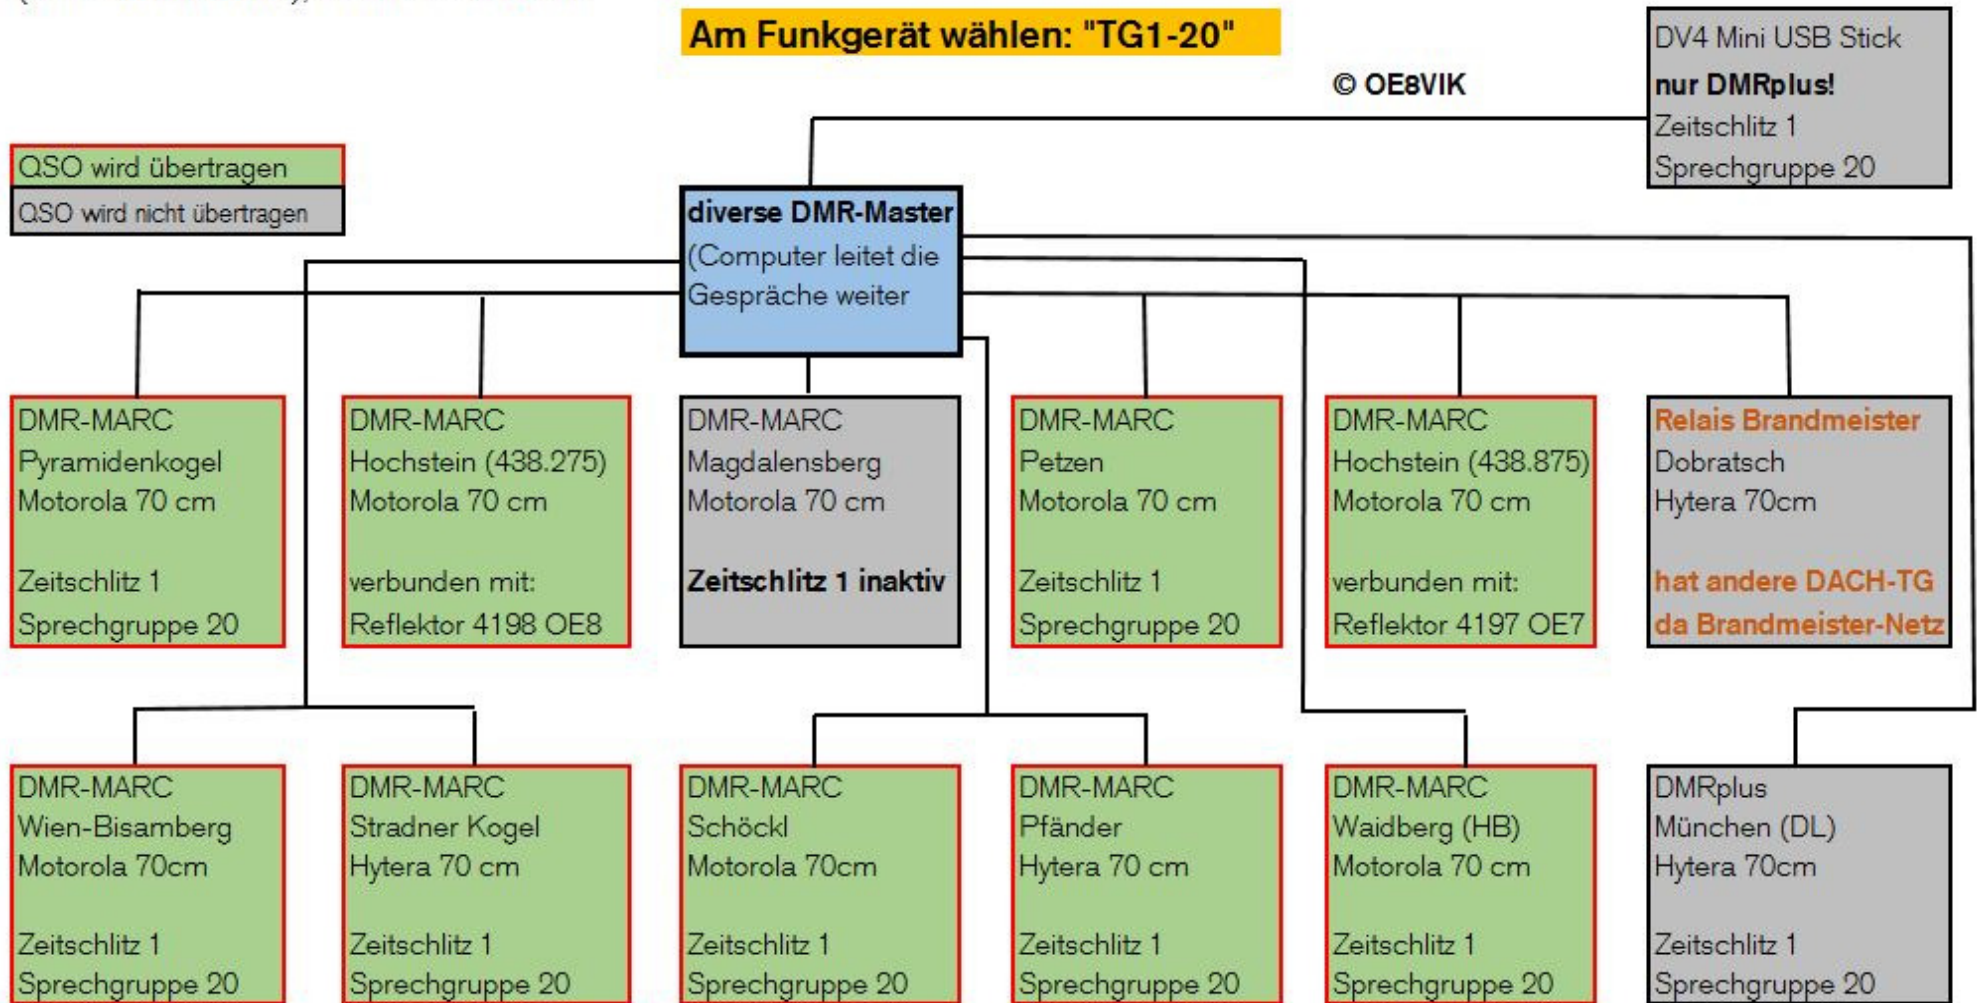 Am Funkgerät wählen: "TG1-20"
© OE8VIK
DV4 Mini USB Stick
nur DMRplus!
Zeitschlitz 1
Sprechgruppe 20
QSO wird übertragen
QSO wird nicht übertragen
diverse DMR-Master
(Computer leitet die
Gespräche weiter
DMR-MARC
Pyramidenkogel
Motorola 70 cm
Zeitschlitz 1
Sprechgruppe 20
DMR-MARC
Hochstein (438.275)
Motorola 70 cm
verbunden mit:
Reflektor 4198 OE8
DMR-MARC
Magdalensberg
Motorola 70 cm
Zeitschlitz 1 inaktiv
DMR-MARC
Petzen
Motorola 70 cm
Zeitschlitz 1
Sprechgruppe 20
DMR-MARC
Hochstein (438.875)
Motorola 70 cm
verbunden mit:
Reflektor 4197 OE7
Relais Brandmeister
Dobratsch
Hytera 70cm
hat andere DACH-TG
da Brandmeister-Netz
DMR-MARC
Wien-Bisamberg
Motorola 70cm
Zeitschlitz 1
Sprechgruppe 20
DMR-MARC
Stradner Kogel
Hytera 70 cm
Zeitschlitz 1
Sprechgruppe 20
DMR-MARC
Schöckl
Motorola 70cm
Zeitschlitz 1
Sprechgruppe 20
DMR-MARC
Pfänder
Hytera 70 cm
Zeitschlitz 1
Sprechgruppe 20
DMR-MARC
Waidberg (HB)
Motorola 70 cm
Zeitschlitz 1
Sprechgruppe 20
DMRplus
München (DL)
Hytera 70cm
Zeitschlitz 1
Sprechgruppe 20